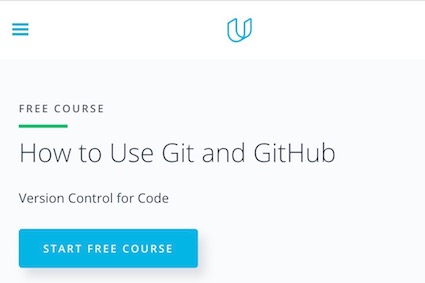 FREE COURSE
How to Use Git and GitHub
Version Control for Code
START FREE COURSE